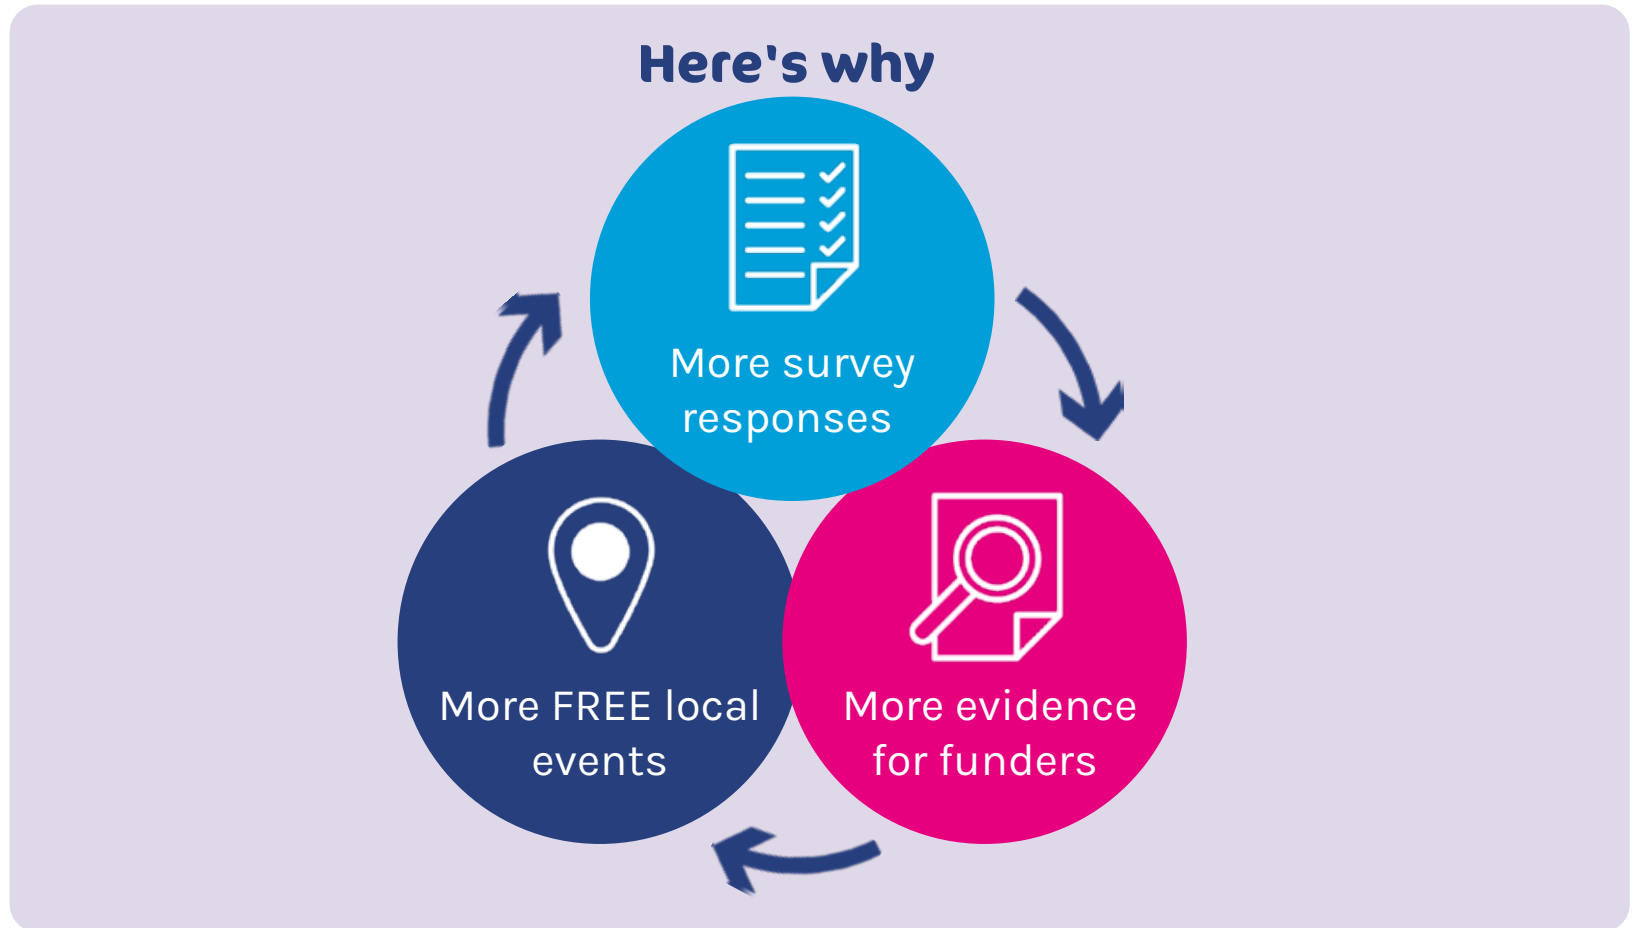 Here's why
More survey
responses
More FREE local
events
More evidence
for funders